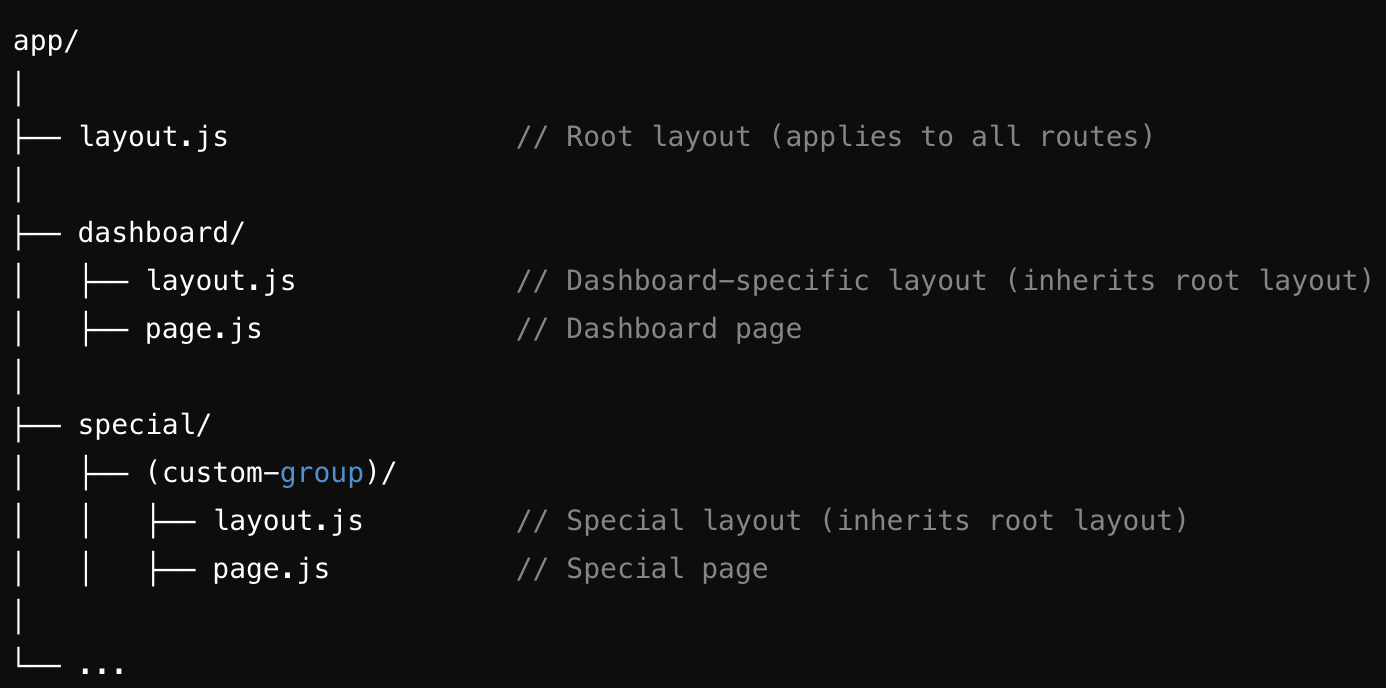 app/
│
├── layout.js                  // Root layout (applies to all routes)
│
├── dashboard/
│   ├── layout.js              // Dashboard-specific layout (inherits root layout)
│   ├── page.js                // Dashboard page
│
├── special/
│   ├── (custom-group)/
│   │   ├── layout.js          // Special layout (inherits root layout)
│   │   ├── page.js            // Special page
│
└── ...